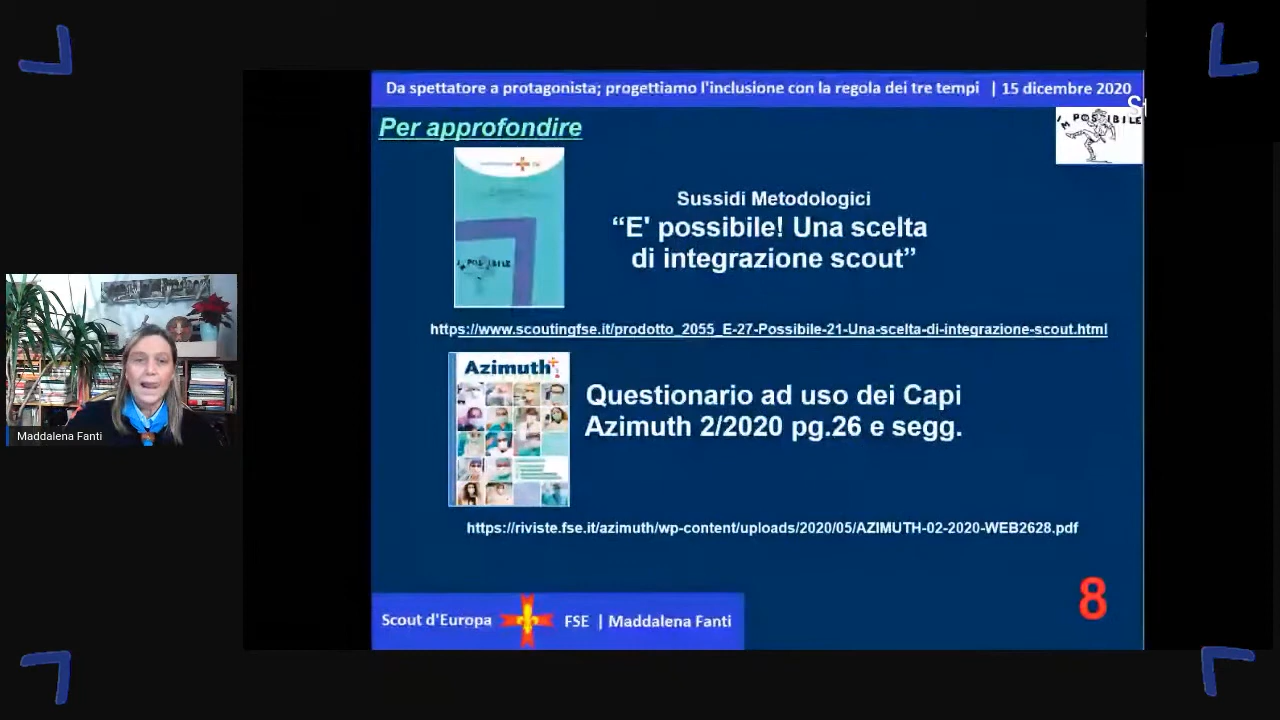 Da spettatore a protagonista; progettiamo l'inclusione con la regola dei tre tempi | 15 dicembre 2020
Per approfondire
POSSIBILE
Sussidi Metodologici
“E' possibile! Una scelta
di integrazione scout”
https://www.scoutingfse.it/prodotto_2055_E-27-Possibile-21-Una-scelta-di-integrazione-scout.html
Azimuth
Questionario ad uso dei Capi
Azimuth 2/2020 pg.26 e segg.
https://riviste.fse.it/azimuth/wp-content/uploads/2020/05/AZIMUTH-02-2020-WEB2628.pdf
Maddalena Fanti
8
Scout d'Europa FSE | Maddalena Fanti